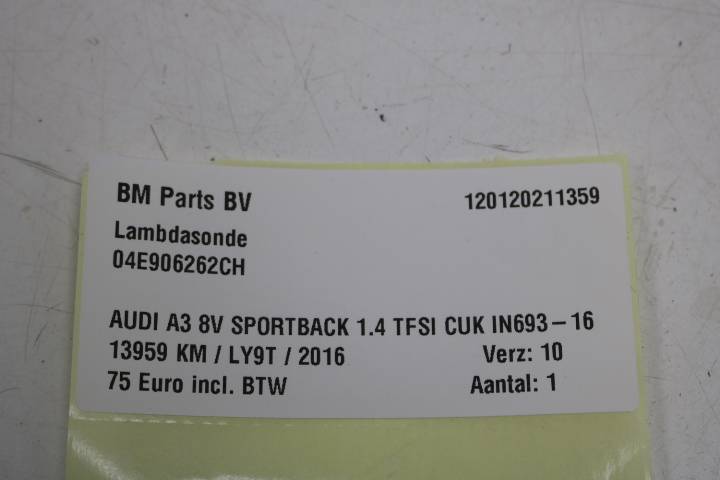 BM Parts BV 120120211359
Lambdasonde
04E906262CH
AUDI A3 8V SPORTBACK 1.4 TFSI CUK IN693-16
13959 KM / LY9T / 2016 Verz: 10
75 Euro incl. BTW Aantal: 1